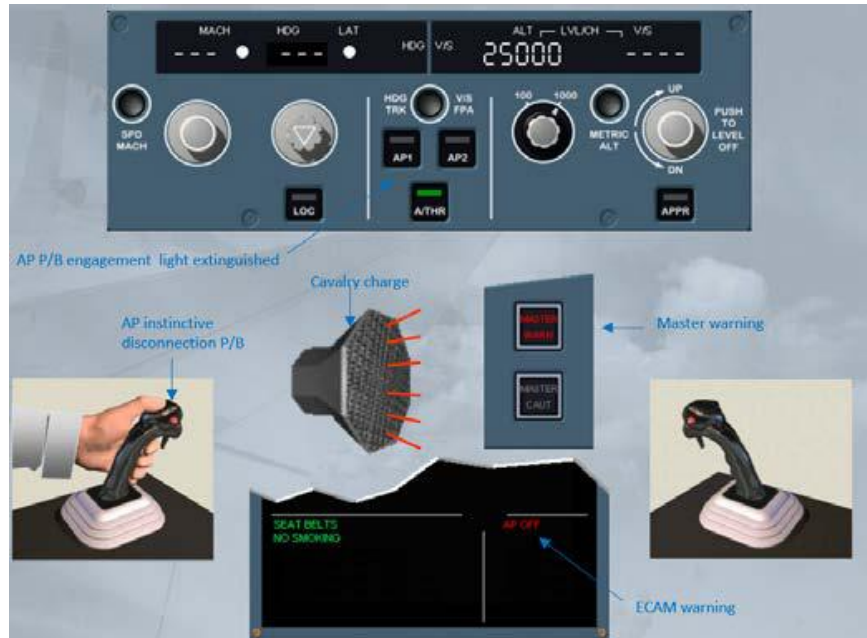 MACH HDG LAT
--- --- HDG V/S
ALT LVL/CH V/S
25000 ----
SPD
MACH
HDG
TRK
V/S
FPA
100 1000
METRIC
ALT
UP
DN
PUSH
TO
LEVEL
OFF
AP1 AP2
LOC
A/THR
APPR
AP P/B engagement light extinguished
Cavalry charge
AP instinctive
disconnection P/B
MASTER
WARN
Master warning
MASTER
CAUT
SEAT BELTS
NO SMOKING
AP OFF
ECAM warning